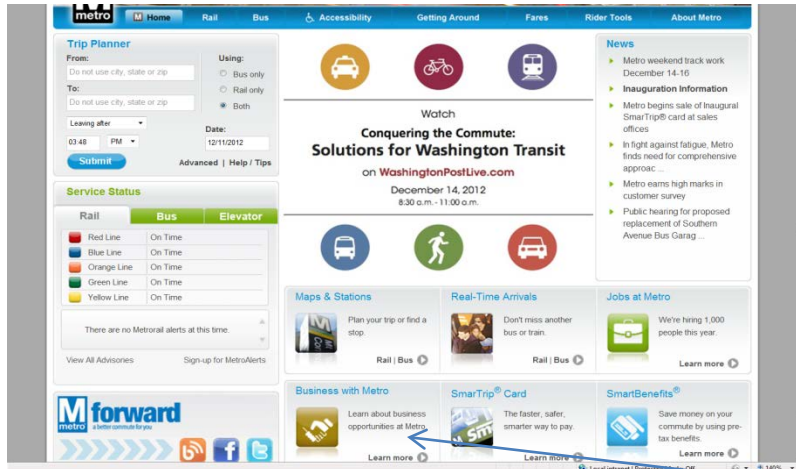 metro M Home Rail Bus Accessibility Getting Around Fares Rider Tools About Metro
Trip Planner
From:
Do not use city, state or zip
To:
Do not use city, state or zip
Leaving after
03:48 PM
Submit
Using:
Bus only
Rail only
Both
Date:
12/11/2012
Advanced | Help / Tips
Service Status
Rail Bus Elevator
Red Line On Time
Blue Line On Time
Orange Line On Time
Green Line On Time
Yellow Line On Time
There are no Metrorail alerts at this time.
View All Advisories Sign-up for MetroAlerts
M forward
metro a better commute for you
Watch
Conquering the Commute:
Solutions for Washington Transit
on WashingtonPostLive.com
December 14, 2012
8:30 a.m. - 11:00 a.m.
News
Metro weekend track work
December 14-16
Inauguration Information
Metro begins sale of Inaugural
SmarTrip® card at sales
offices
In fight against fatigue, Metro
finds need for comprehensive
approac ...
Metro earns high marks in
customer survey
Public hearing for proposed
replacement of Southern
Avenue Bus Garag ...
Maps & Stations
Plan your trip or find a
stop.
Rail | Bus
Real-Time Arrivals
Don't miss another
bus or train.
Rail | Bus
Jobs at Metro
We're hiring 1,000
people this year.
Learn more
Business with Metro
Learn about business
opportunities at Metro.
Learn more
SmarTrip® Card
The faster, safer,
smarter way to pay.
Learn more
SmartBenefits®
Save money on your
commute by using pre-
tax benefits.
Learn more
140%